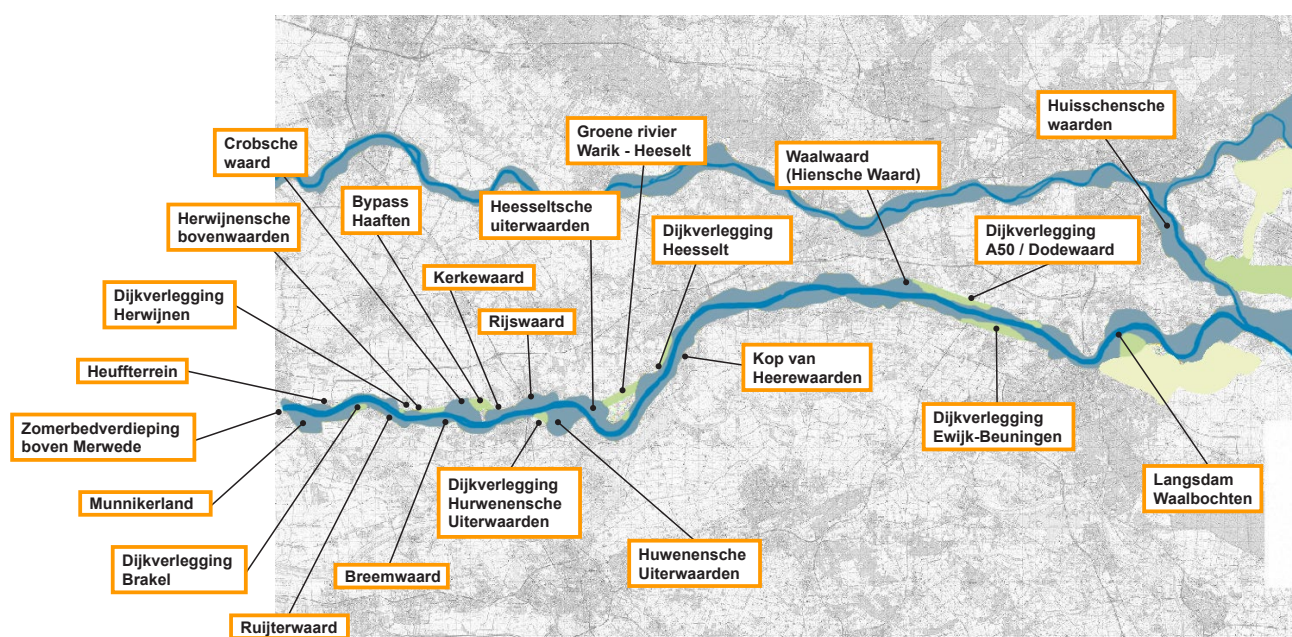 Huisschensche
waarden
Groene rivier
Warik - Heeselt
Crobsche
waard
Waalwaard
(Hiensche Waard)
Bypass
Haaften
Heesseltsche
uiterwaarden
Herwijnensche
bovenwaarden
Dijkverlegging
Heesselt
Dijkverlegging
A50 / Dodewaard
Kerkewaard
Dijkverlegging
Herwijnen
Rijswaard
Kop van
Heerewaarden
Heuffterrein
Dijkverlegging
Ewijk-Beuningen
Zomerbedverdieping
boven Merwede
Langsdam
Waalbochten
Dijkverlegging
Hurwenensche
Uiterwaarden
Munnikerland
Huwenensche
Uiterwaarden
Dijkverlegging
Brakel
Breemwaard
Ruijterwaard